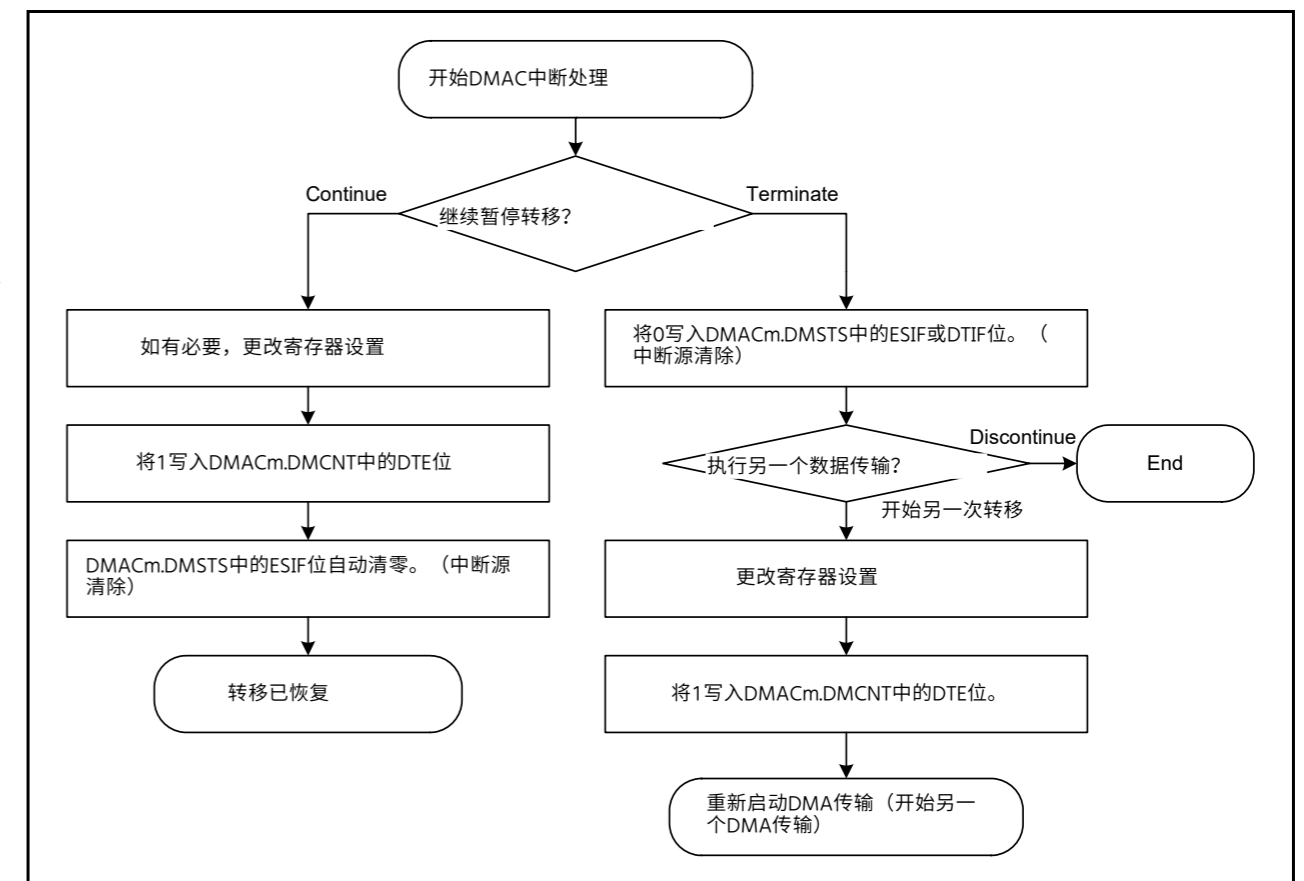 开始DMAC中断处理
Continue
Terminate
继续暂停转移？
如有必要，更改寄存器设置
将1写入DMACm.DMCNT中的DTE位
DMACm.DMSTS中的ESIF位自动清零。（中断源
清除）
转移已恢复
将0写入DMACm.DMSTS中的ESIF或DTIF位。（
中断源清除）
Discontinue
执行另一个数据传输？
End
开始另一次转移
更改寄存器设置
将1写入DMACm.DMCNT中的DTE位。
重新启动DMA传输（开始另一
个DMA传输）